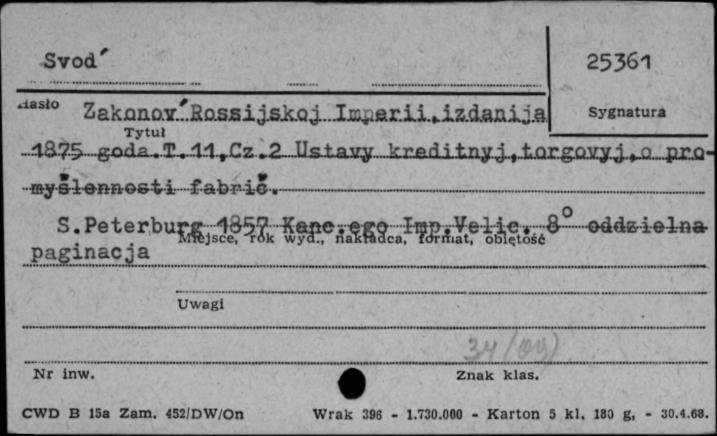 Svod′
25361
Hasło
Zakonov′Rossijskoj Imperii,izdanija
Sygnatura
Tytuł
1875 goda.T.11,Cz.2 Ustavy kreditnyj,torgovyj,o pro-
myšlennosti fabrič.
S.Peterburg 1857 Kanc.ego Imp.Velic. 8° oddzielna
Miejsce, rok wyd., nakładca, format, objętość
paginacja
Uwagi
34/(09)
Nr inw.
Znak klas.
CWD B 15a Zam. 452/DW/On Wrak 396 - 1.730.000 - Karton 5 kl. 180 g, - 30.4.68.